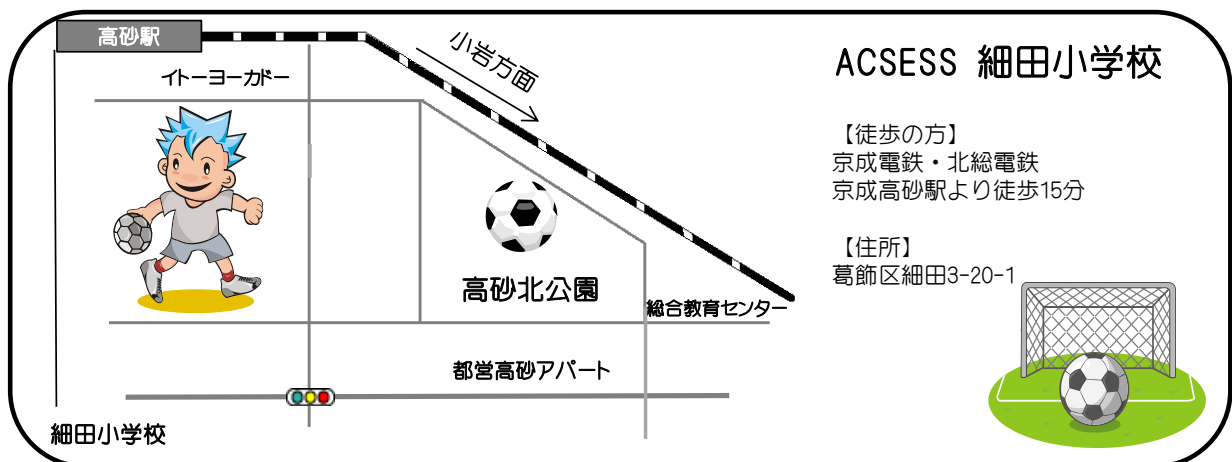 高砂駅
イトーヨーカドー
小岩方面
高砂北公園
総合教育センター
都営高砂アパート
細田小学校
ACSESS 細田小学校
【徒歩の方】
京成電鉄・北総電鉄
京成高砂駅より徒歩15分
【住所】
葛飾区細田3-20-1